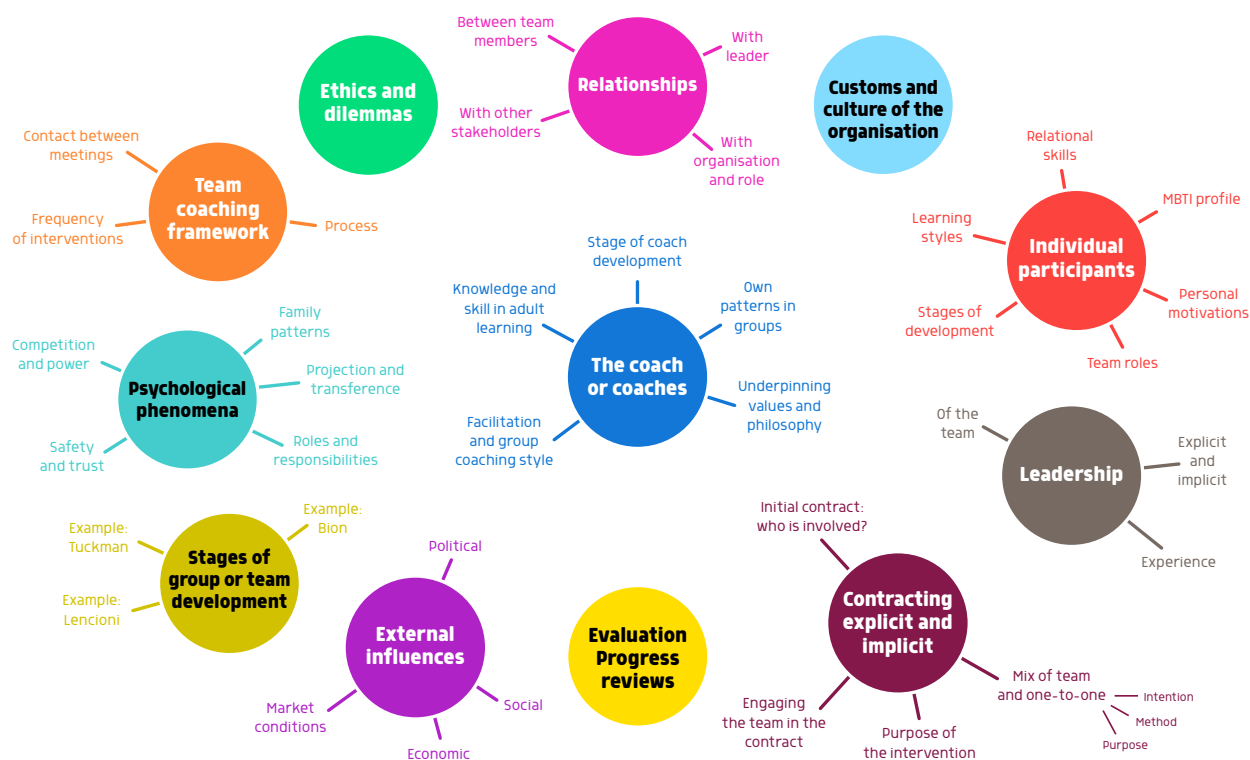 Ethics and
dilemmas
Between team
members
Relationships
With
leader
With other
stakeholders
With
organisation
and role
Customs and
culture of the
organisation
Contact between
meetings
Team
coaching
framework
Frequency
of interventions
Process
Relational
skills
MBTI profile
Learning
styles
Individual
participants
Stages of
development
Personal
motivations
Team roles
Stage of coach
development
Knowledge and
skill in adult
learning
Own
patterns in
groups
The coach
or coaches
Underpinning
values and
philosophy
Facilitation
and group
coaching style
Family
patterns
Competition
and power
Projection and
transference
Psychological
phenomena
Safety
and trust
Roles and
responsibilities
Of the
team
Leadership
Explicit
and
implicit
Experience
Example:
Bion
Example:
Tuckman
Stages of
group or team
development
Example:
Lencioni
Political
External
influences
Market
conditions
Social
Economic
Evaluation
Progress
reviews
Initial contract:
who is involved?
Contracting
explicit and
implicit
Engaging
the team in the
contract
Purpose of
the intervention
Mix of team
and one-to-one
Intention
Method
Purpose